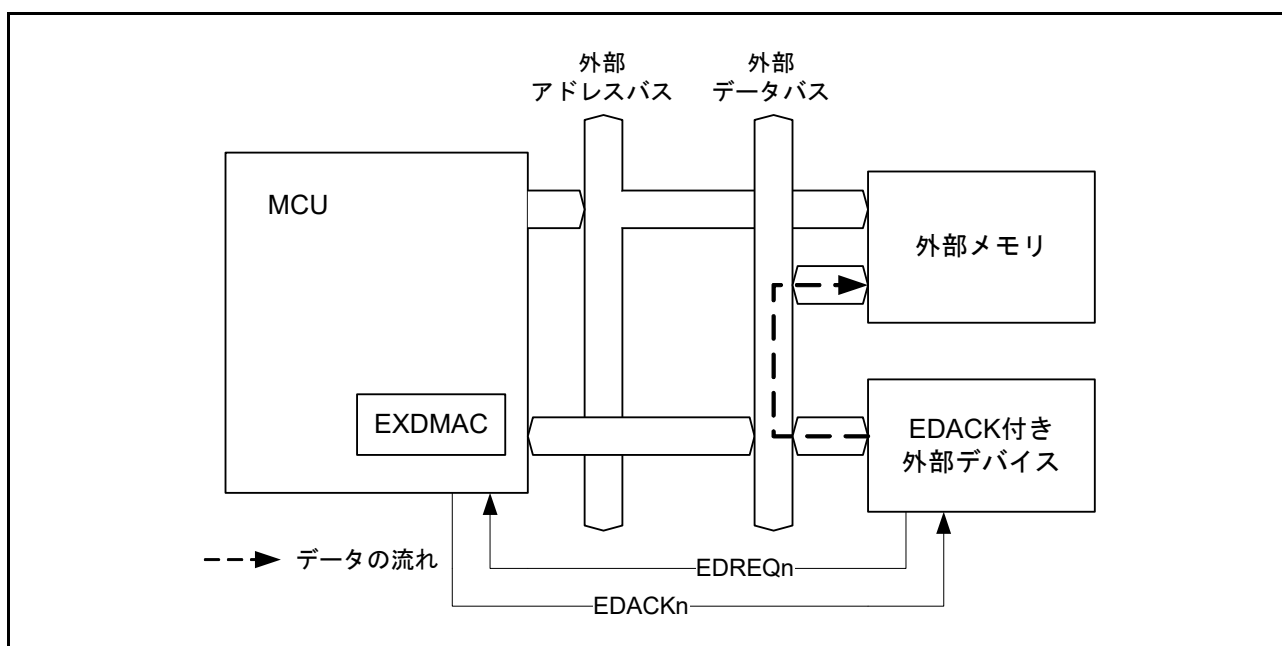 外部
アドレスバス
外部
データバス
MCU
外部メモリ
EXDMAC
EDACK付き
外部デバイス
データの流れ
EDREQn
EDACKn